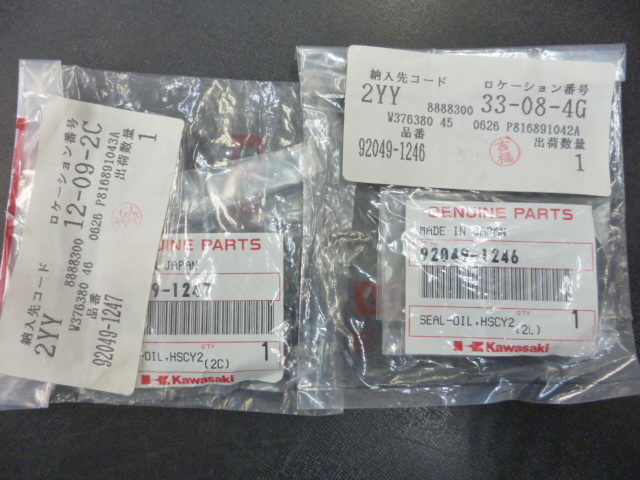 納入先コード
ロケーション番号
2YY
12-09-2C
8888300
W376380 46
0626 P816891043A
品番
出荷数量
92049-1247
1
PARTS
JAPAN
9-1247
OIL,HSCY2
QTY
(2C)
1
Kawasaki
納入先コード
ロケーション番号
2YY
8888300
33-08-4G
W376380 45
0626 P816891042A
品番
吉福
出荷数量
92049-1246
1
GENUINE PARTS
MADE IN JAPAN
92049-1246
QTY
SEAL-OIL,HSCY2
(2L)
1
Kawasaki